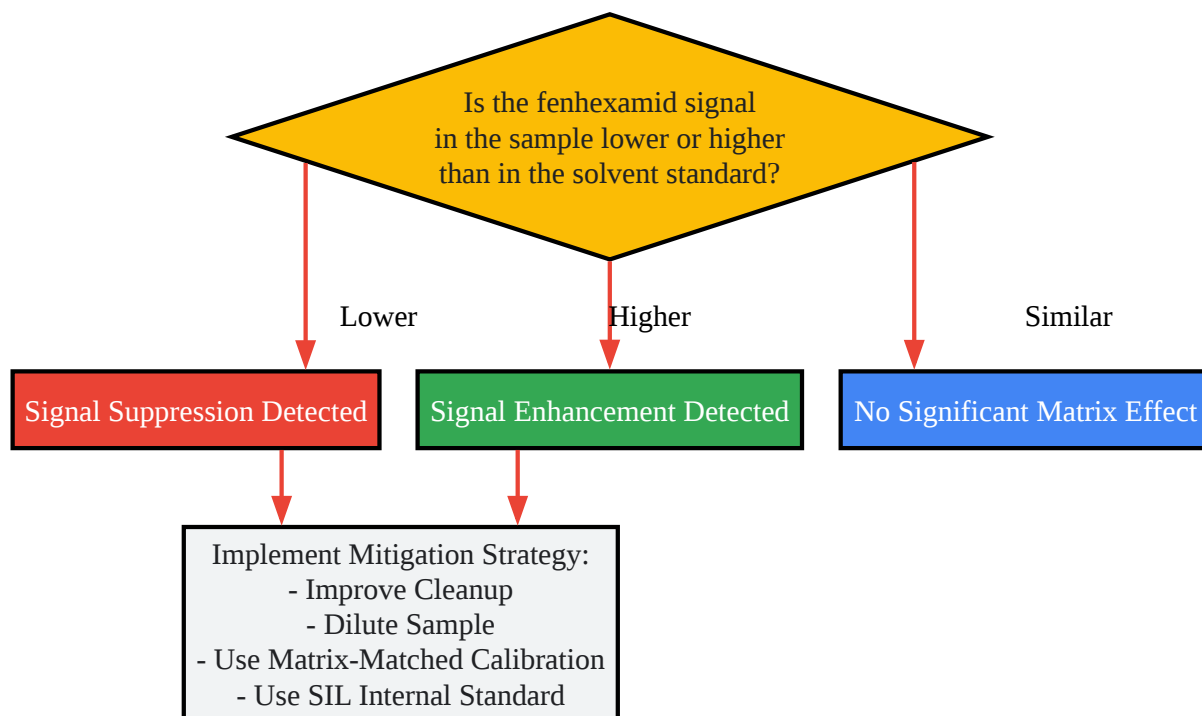 Is the fenhexamid signal
in the sample lower or higher
than in the solvent standard?
Lower
Higher
Similar
Signal Suppression Detected
Signal Enhancement Detected
No Significant Matrix Effect
Implement Mitigation Strategy:
- Improve Cleanup
- Dilute Sample
- Use Matrix-Matched Calibration
- Use SIL Internal Standard